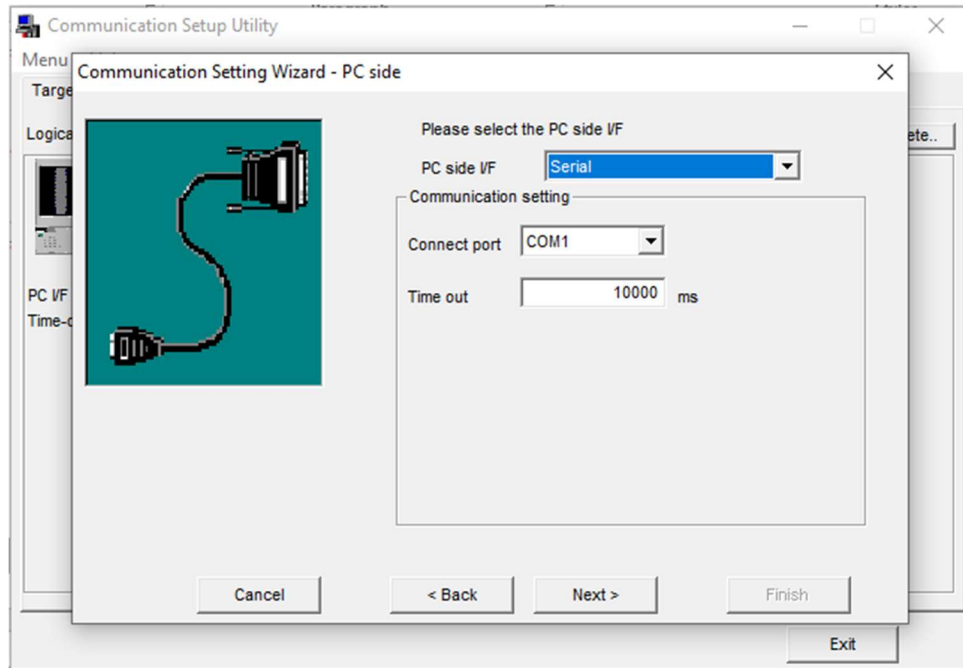 Communication Setup Utility
Menu
Communication Setting Wizard - PC side
Targe
Logica
ete..
Please select the PC side I/F
PC side I/F Serial
Communication setting
Connect port COM1
PC I/F
Time out 10000 ms
Time-o
Cancel < Back Next > Finish
Exit